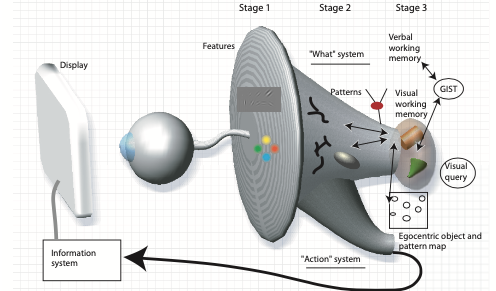 Stage 1
Stage 2
Stage 3
Features
"What" system
Verbal
working
memory
Display
Patterns
Visual
working
memory
GIST
Visual
query
Egocentric object and
pattern map
Information
system
"Action" system